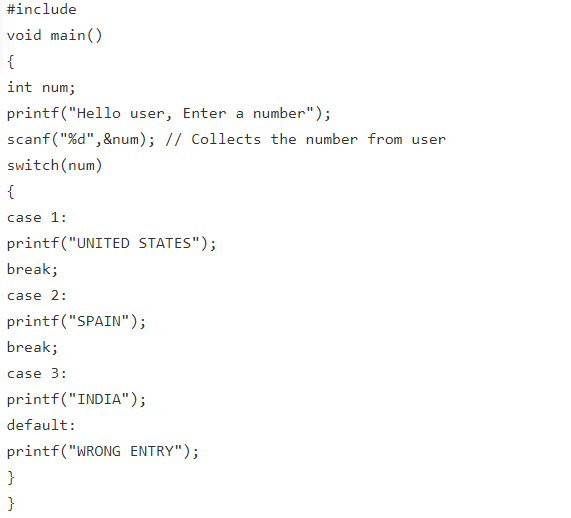 #include
void main()
{
int num;
printf("Hello user, Enter a number");
scanf("%d",&num); // Collects the number from user
switch(num)
{
case 1:
printf("UNITED STATES");
break;
case 2:
printf("SPAIN");
break;
case 3:
printf("INDIA");
default:
printf("WRONG ENTRY");
}
}